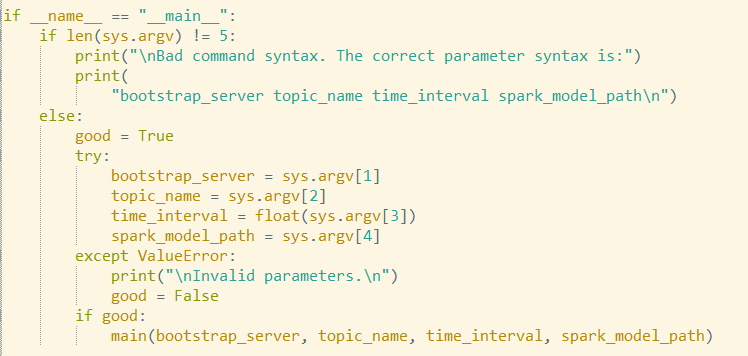 if __name__ == "__main__":
    if len(sys.argv) != 5:
        print("\nBad command syntax. The correct parameter syntax is:")
        print(
            "bootstrap_server topic_name time_interval spark_model_path\n")
    else:
        good = True
        try:
            bootstrap_server = sys.argv[1]
            topic_name = sys.argv[2]
            time_interval = float(sys.argv[3])
            spark_model_path = sys.argv[4]
        except ValueError:
            print("\nInvalid parameters.\n")
            good = False
        if good:
            main(bootstrap_server, topic_name, time_interval, spark_model_path)